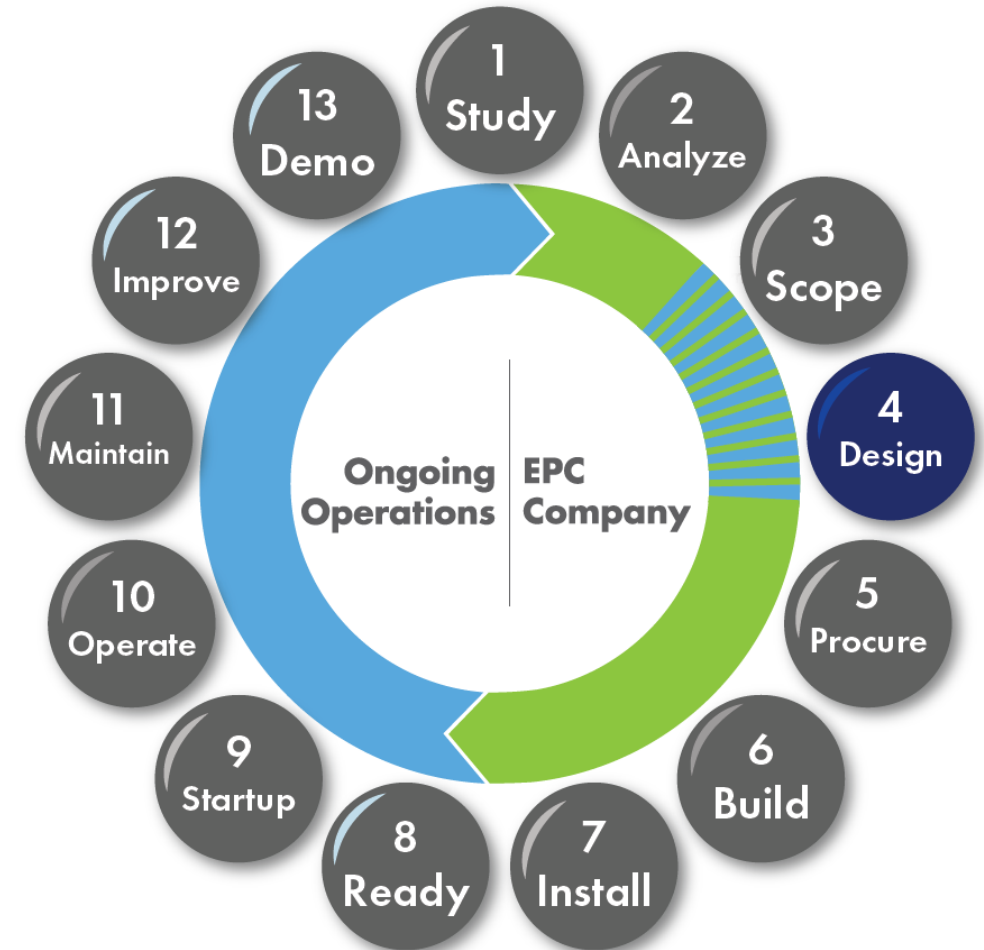 1
Study
2
Analyze
3
Scope
4
Design
5
Procure
6
Build
7
Install
8
Ready
9
Startup
10
Operate
11
Maintain
12
Improve
13
Demo
Ongoing
Operations
EPC
Company